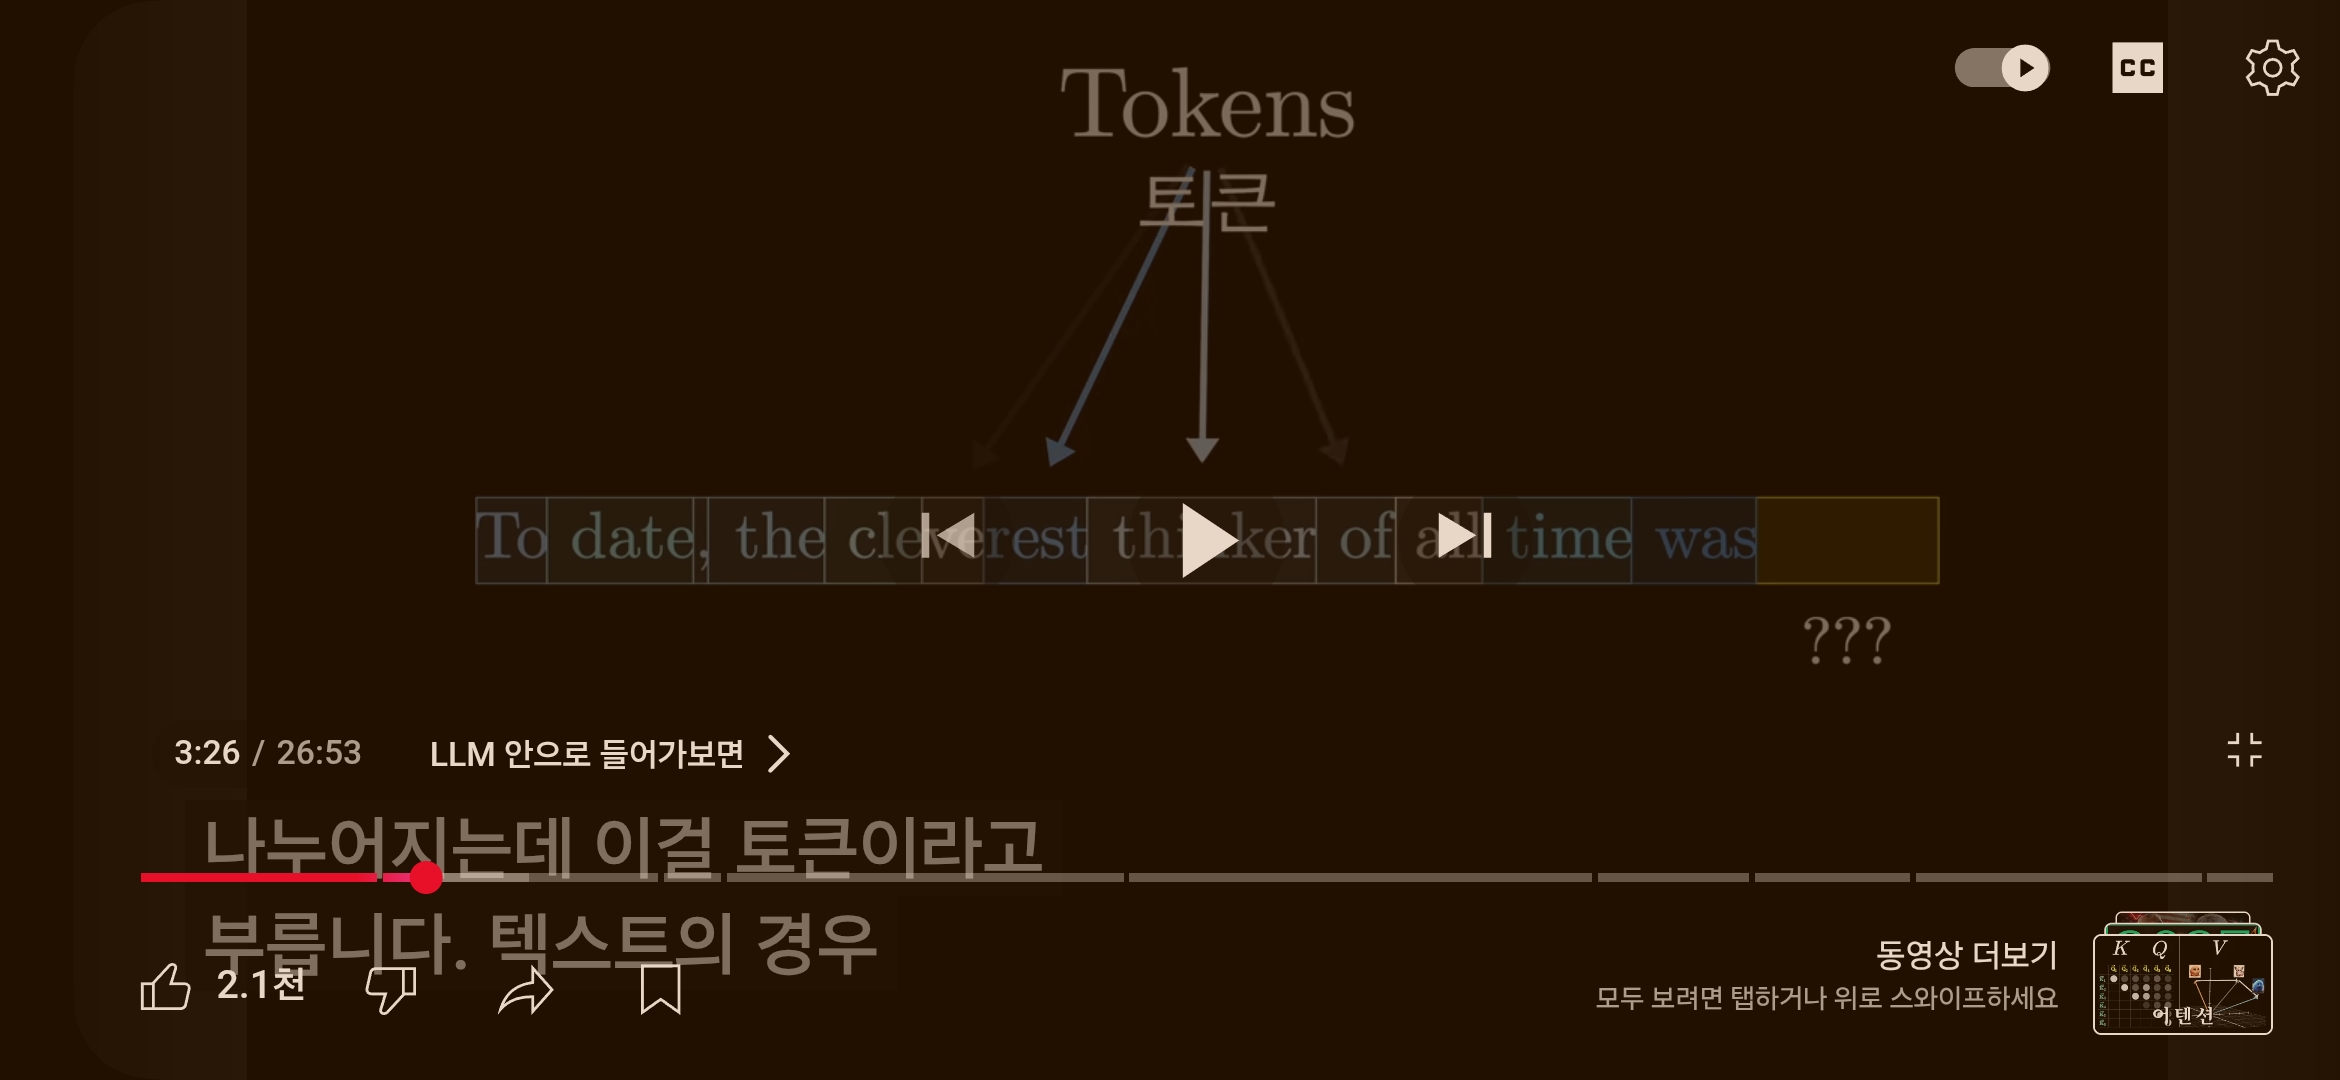 Tokens
토큰
CC
To date, the cleverest thinker of all time was
???
3:26 / 26:53
LLM 안으로 들어가보면
나누어지는데 이걸 토큰이라고
부릅니다. 텍스트의 경우
2.1천
동영상 더보기
모두 보려면 탭하거나 위로 스와이프하세요
K Q V
어텐션